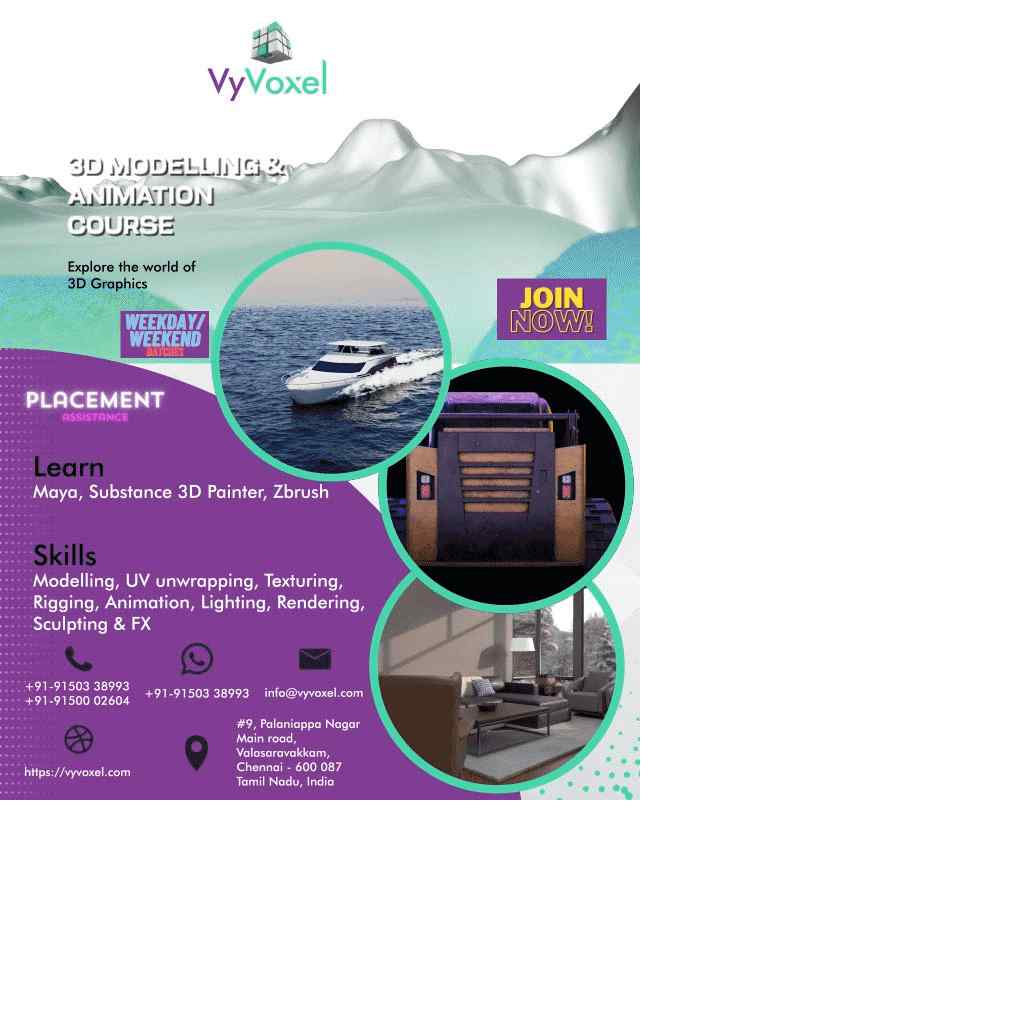 VyVoxel
3D MODELLING &
ANIMATION
COURSE
Explore the world of
3D Graphics
WEEKDAY/
WEEKEND
BATCHES
JOIN
NOW!
PLACEMENT
ASSISTANCE
Learn
Maya, Substance 3D Painter, Zbrush
Skills
Modelling, UV unwrapping, Texturing,
Rigging, Animation, Lighting, Rendering,
Sculpting & FX
+91-91503 38993
+91-91500 02604
+91-91503 38993
info@vyvoxel.com
https://vyvoxel.com
#9, Palaniappa Nagar
Main road,
Valasaravakkam,
Chennai - 600 087
Tamil Nadu, India